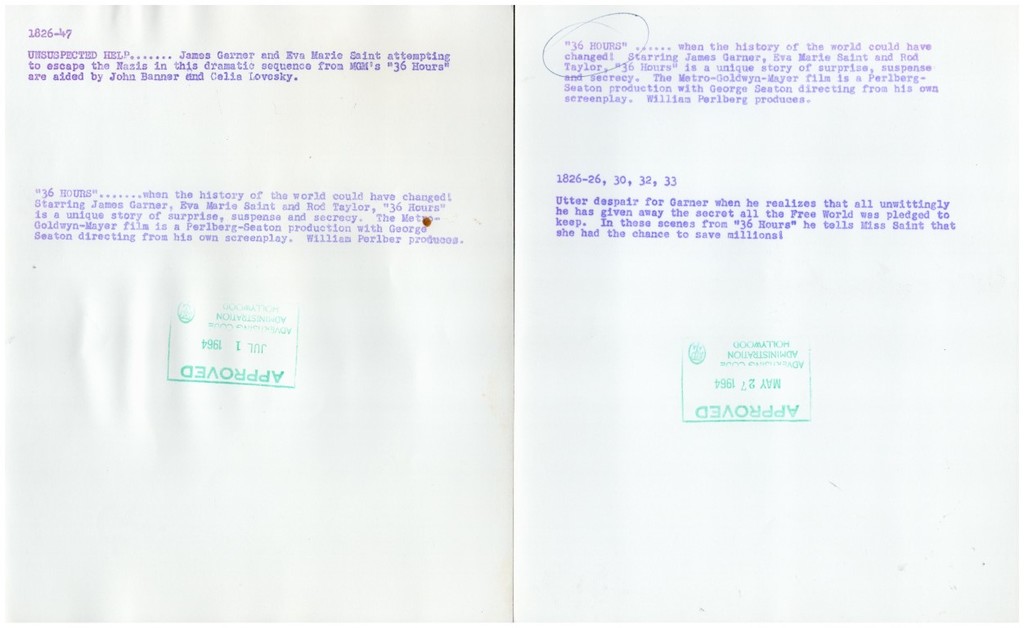 1826-47
UNSUSPECTED HELP....... James Garner and Eva Marie Saint attempting
to escape the Nazis in this dramatic sequence from MGM's "36 Hours"
are aided by John Banner and Celia Lovosky.
"36 HOURS".......when the history of the world could have changed!
Starring James Garner, Eva Marie Saint and Rod Taylor, "36 Hours"
is a unique story of surprise, suspense and secrecy. The Metro-
Goldwyn-Mayer film is a Perlberg-Seaton production with George
Seaton directing from his own screenplay. William Perlber produces.
APPROVED
JUL 1 1964
ADVERTISING CODE
ADMINISTRATION
HOLLYWOOD
"36 HOURS" ...... when the history of the world could have
changed! Starring James Garner, Eva Marie Saint and Rod
Taylor, "36 Hours" is a unique story of surprise, suspense
and secrecy. The Metro-Goldwyn-Mayer film is a Perlberg-
Seaton production with George Seaton directing from his own
screenplay. William Perlberg produces.
1826-26, 30, 32, 33
Utter despair for Garner when he realizes that all unwittingly
he has given away the secret all the Free World was pledged to
keep. In these scenes from "36 Hours" he tells Miss Saint that
she had the chance to save millions!
APPROVED
MAY 27 1964
ADVERTISING CODE
ADMINISTRATION
HOLLYWOOD